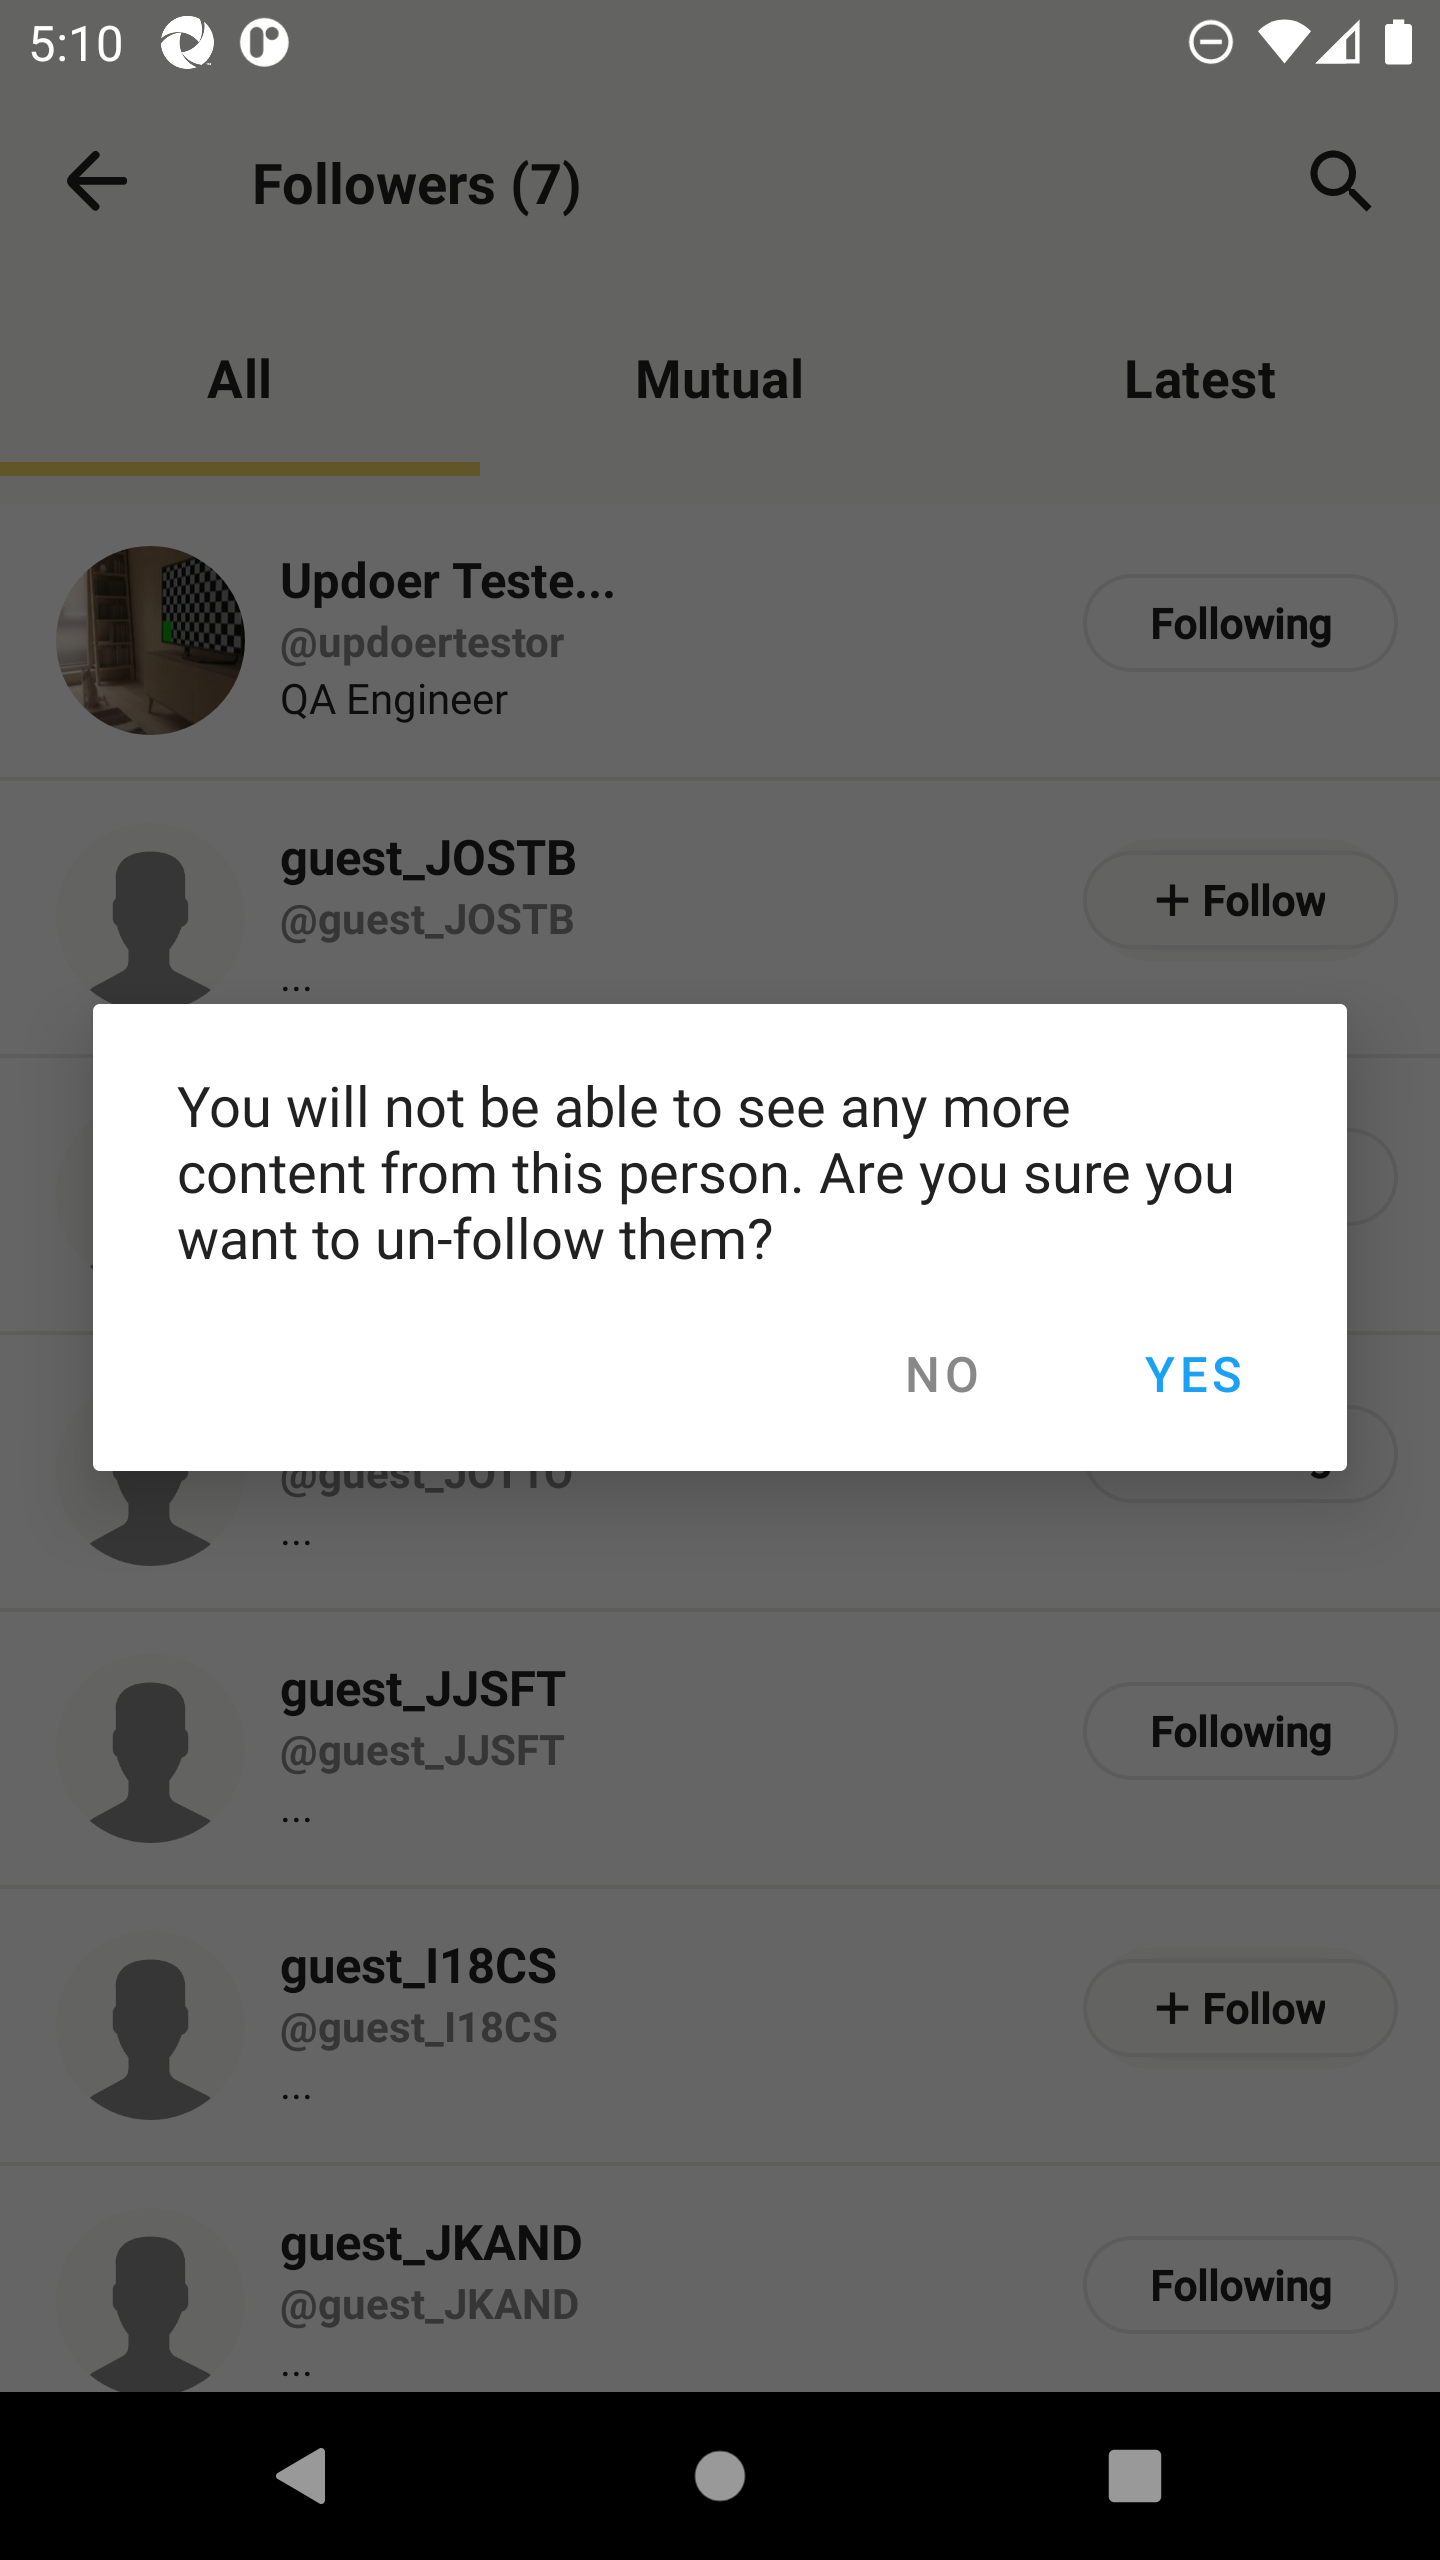 5:10
Followers (7)
All
Mutual
Latest
Updoer Teste...
@updoertestor
QA Engineer
Following
guest_JOSTB
@guest_JOSTB
...
+ Follow
You will not be able to see any more
content from this person. Are you sure you
want to un-follow them?
NO
YES
...
guest_JJSFT
@guest_JJSFT
...
Following
guest_I18CS
@guest_I18CS
...
+ Follow
guest_JKAND
@guest_JKAND
...
Following